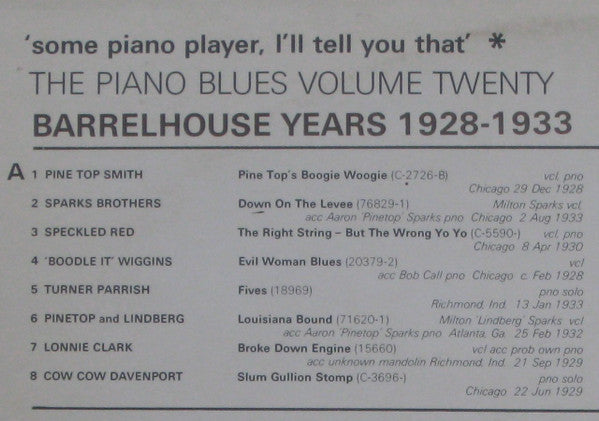 ‘some piano player, I'll tell you that’ *
THE PIANO BLUES VOLUME TWENTY
BARRELHOUSE YEARS 1928-1933
A 1 PINE TOP SMITH Pine Top's Boogie Woogie (C-2726-B) vcl, pno
Chicago 29 Dec 1928
2 SPARKS BROTHERS Down On The Levee (76829-1) Milton Sparks vcl
acc Aaron 'Pinetop' Sparks pno Chicago 2 Aug 1933
3 SPECKLED RED The Right String – But The Wrong Yo Yo (C-5590-) vcl, pno
Chicago 8 Apr 1930
4 'BOODLE IT' WIGGINS Evil Woman Blues (20379-2) vcl
acc Bob Call pno Chicago c. Feb 1928
5 TURNER PARRISH Fives (18969) pno solo
Richmond, Ind. 13 Jan 1933
6 PINETOP and LINDBERG Louisiana Bound (71620-1) Milton 'Lindberg' Sparks vcl
acc Aaron 'Pinetop' Sparks pno Atlanta, Ga. 25 Feb 1932
7 LONNIE CLARK Broke Down Engine (15660) vcl acc prob own pno
acc unknown mandolin Richmond, Ind. 21 Sep 1929
8 COW COW DAVENPORT Slum Gullion Stomp (C-3696-) pno solo
Chicago 22 Jun 1929